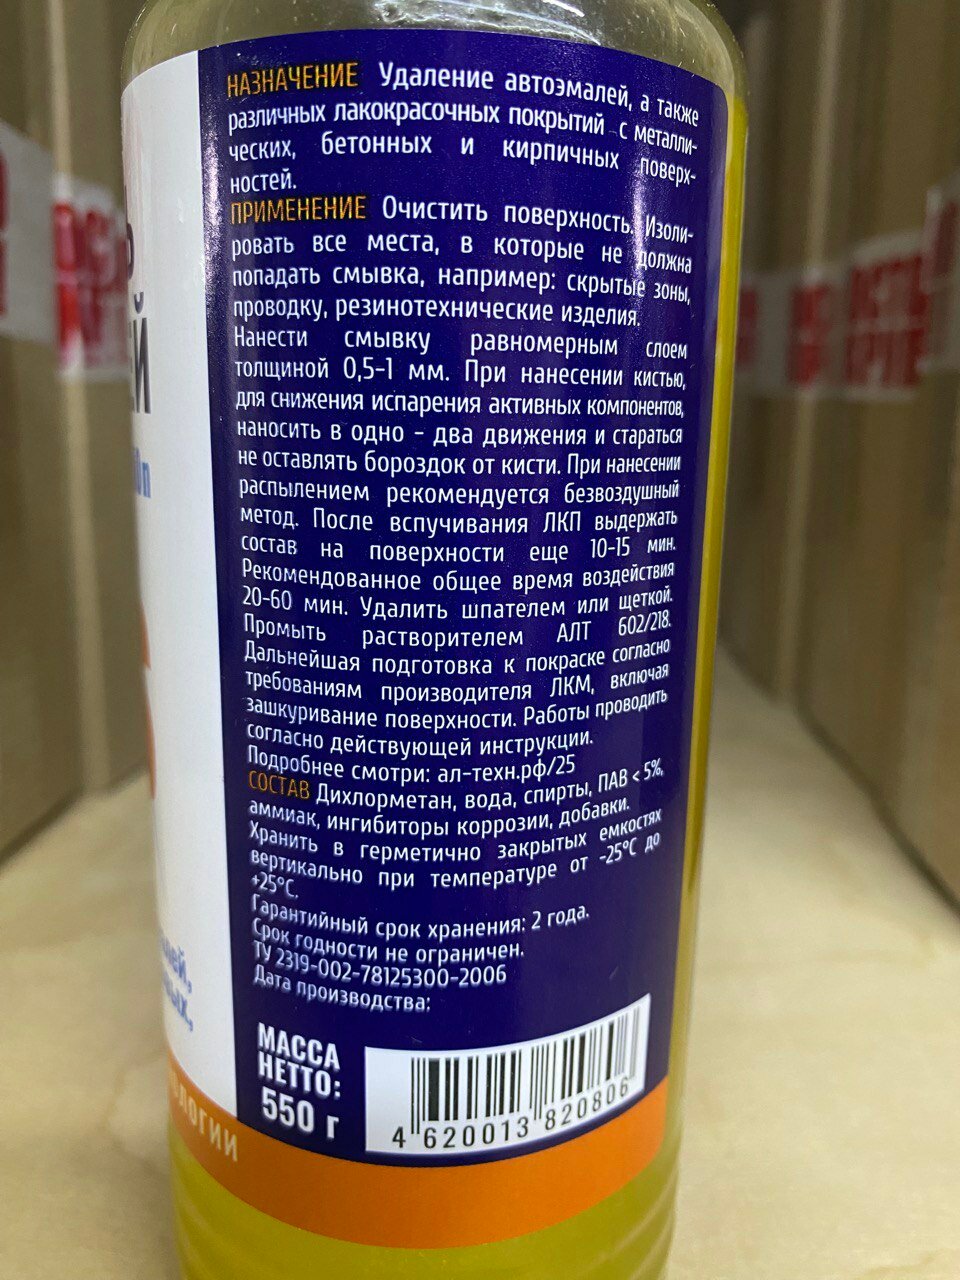 НАЗНАЧЕНИЕ Удаление автоэмалей, а также
различных лакокрасочных покрытий с металли-
ческих, бетонных и кирпичных поверх-
ностей.
ПРИМЕНЕНИЕ Очистить поверхность. Изоли-
ровать все места, в которые не должна
попадать смывка, например: скрытые зоны,
проводку, резинотехнические изделия.
Нанести смывку равномерным слоем
толщиной 0,5-1 мм. При нанесении кистью,
для снижения испарения активных компонентов,
наносить в одно - два движения и стараться
не оставлять бороздок от кисти. При нанесении
распылением рекомендуется безвоздушный
метод. После вспучивания ЛКП выдержать
состав на поверхности еще 10-15 мин.
Рекомендованное общее время воздействия
20-60 мин. Удалить шпателем или щеткой.
Промыть растворителем АЛТ 602/218.
Дальнейшая подготовка к покраске согласно
требованиям производителя ЛКМ, включая
зашкуривание поверхности. Работы проводить
согласно действующей инструкции.
Подробнее смотри: ал-техн.рф/25
СОСТАВ Дихлорметан, вода, спирты, ПАВ < 5%,
аммиак, ингибиторы коррозии, добавки.
Хранить в герметично закрытых емкостях
вертикально при температуре от -25°С до
+25°С.
Гарантийный срок хранения: 2 года.
Срок годности не ограничен.
ТУ 2319-002-78125300-2006
Дата производства:
МАССА
НЕТТО:
550 г
4 620013 820806